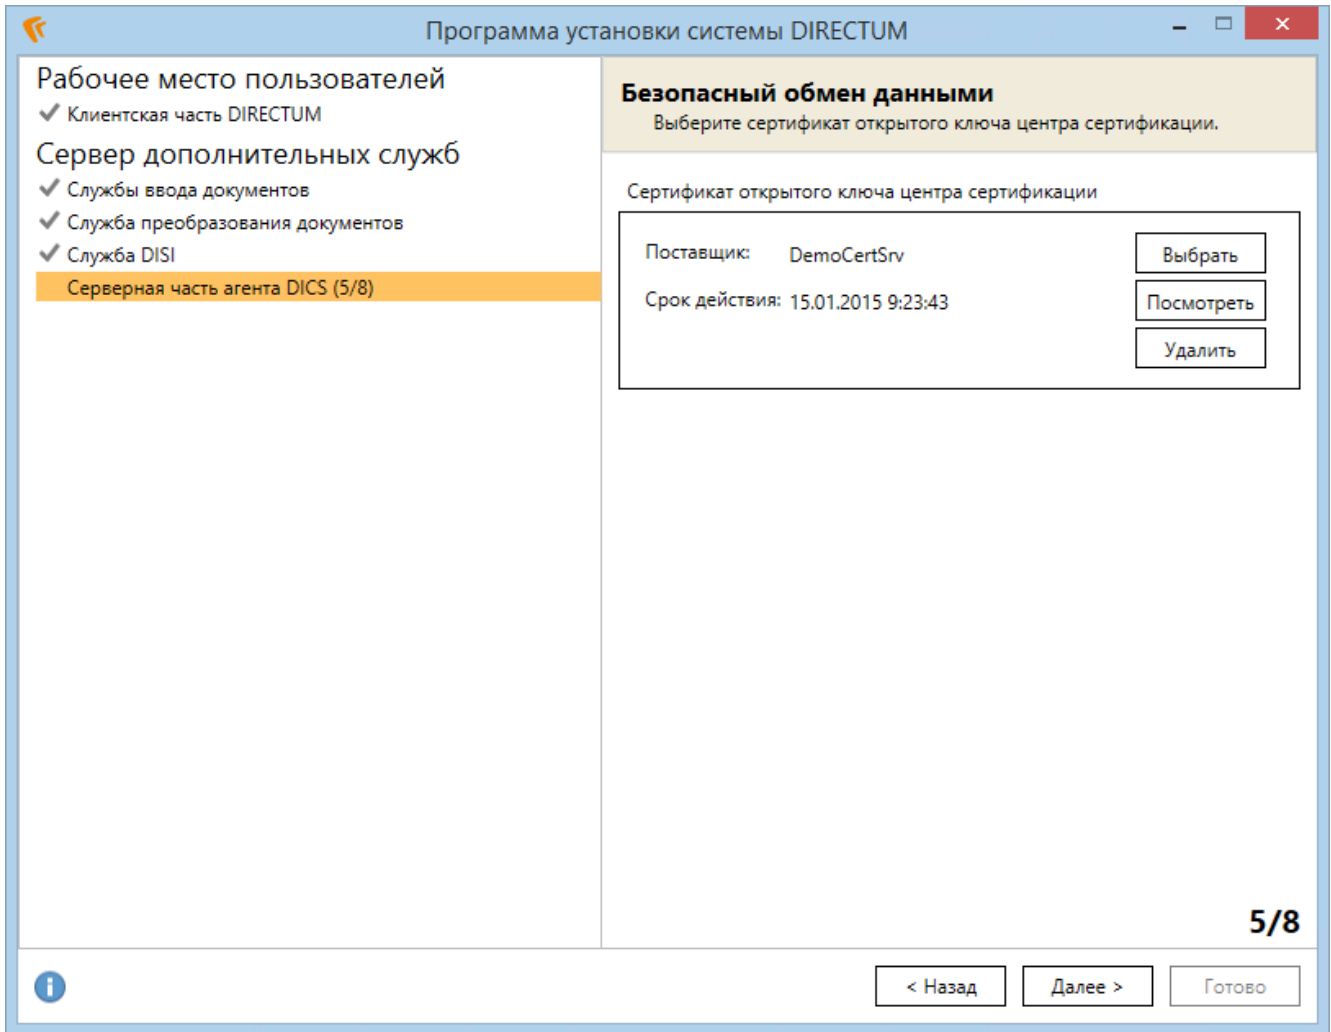 Программа установки системы DIRECTUM
Рабочее место пользователей
Клиентская часть DIRECTUM
Сервер дополнительных служб
Службы ввода документов
Служба преобразования документов
Служба DISI
Серверная часть агента DICS (5/8)
Безопасный обмен данными
Выберите сертификат открытого ключа центра сертификации.
Сертификат открытого ключа центра сертификации
Поставщик: DemoCertSrv
Выбрать
Срок действия: 15.01.2015 9:23:43
Посмотреть
Удалить
5/8
< Назад
Далее >
Готово